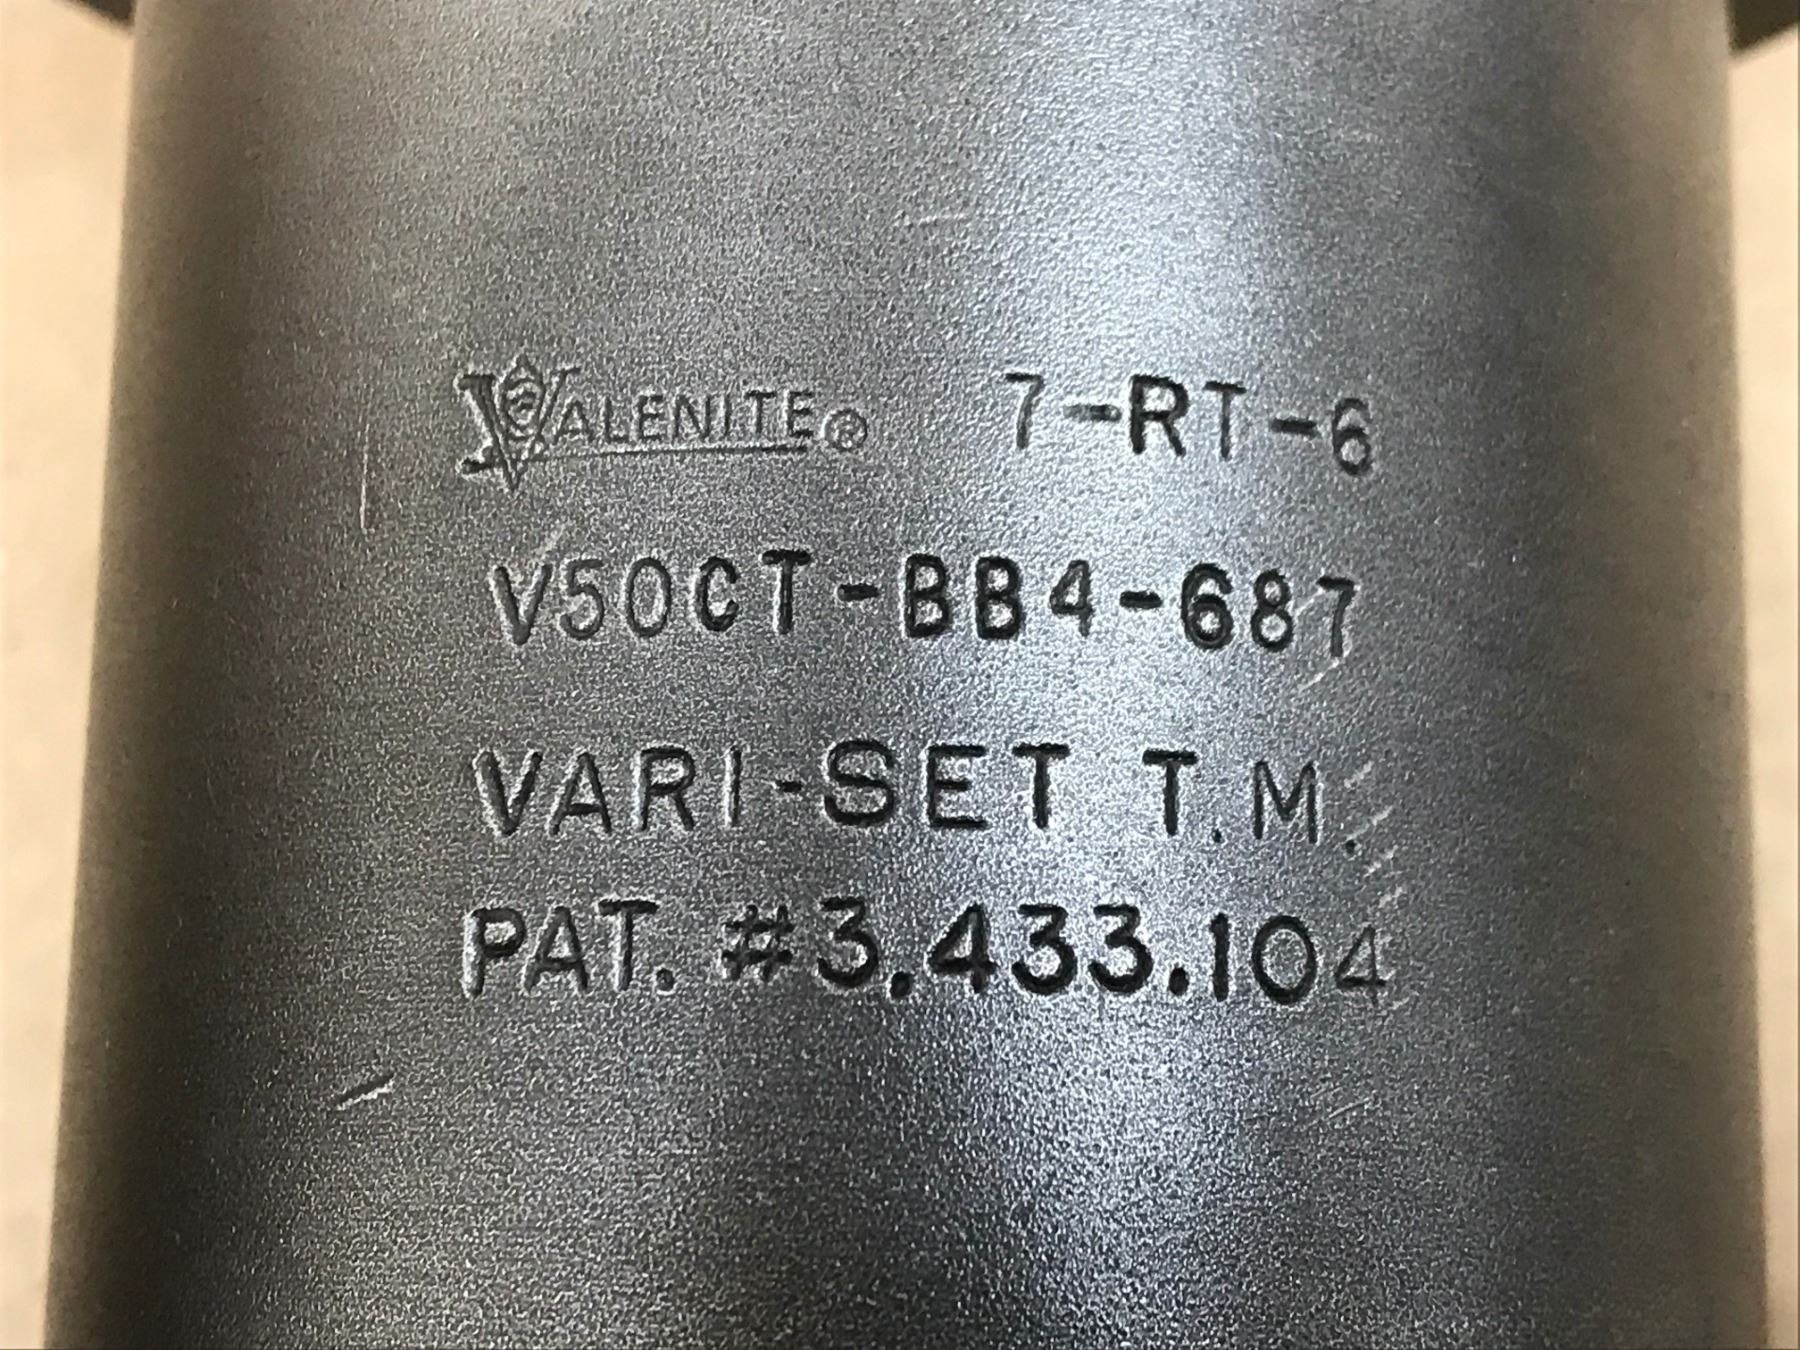 VALENITE® 7-RT-6
V50CT-BB4-687
VARI-SET T.M.
PAT. #3.433.104